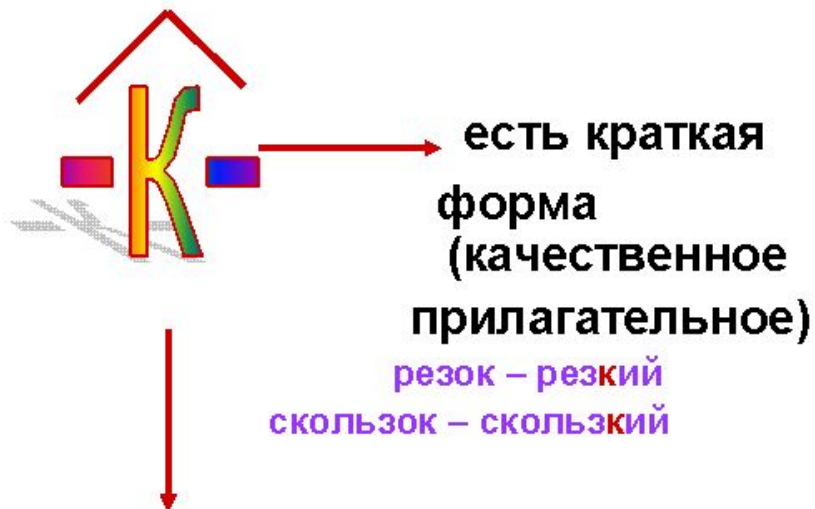 -К-
есть краткая
форма
(качественное
прилагательное)
резок – резкий
скользок – скользкий